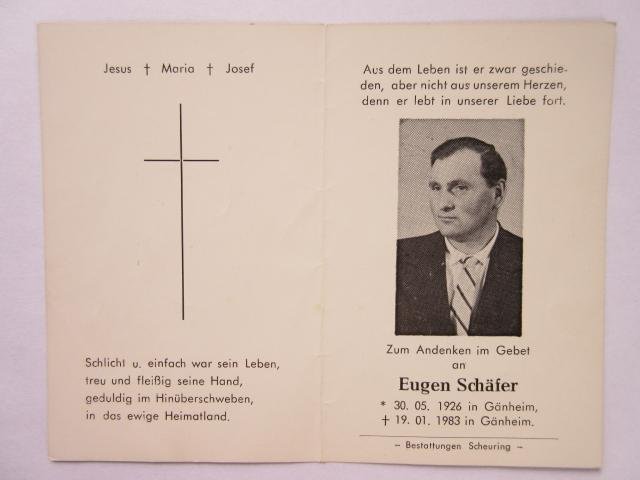 Jesus † Maria † Josef
Schlicht u. einfach war sein Leben,
treu und fleißig seine Hand,
geduldig im Hinüberschweben,
in das ewige Heimatland.
Aus dem Leben ist er zwar geschie-
den, aber nicht aus unserem Herzen,
denn er lebt in unserer Liebe fort.
Zum Andenken im Gebet
an
Eugen Schäfer
* 30. 05. 1926 in Gänheim,
† 19. 01. 1983 in Gänheim.
– Bestattungen Scheuring –